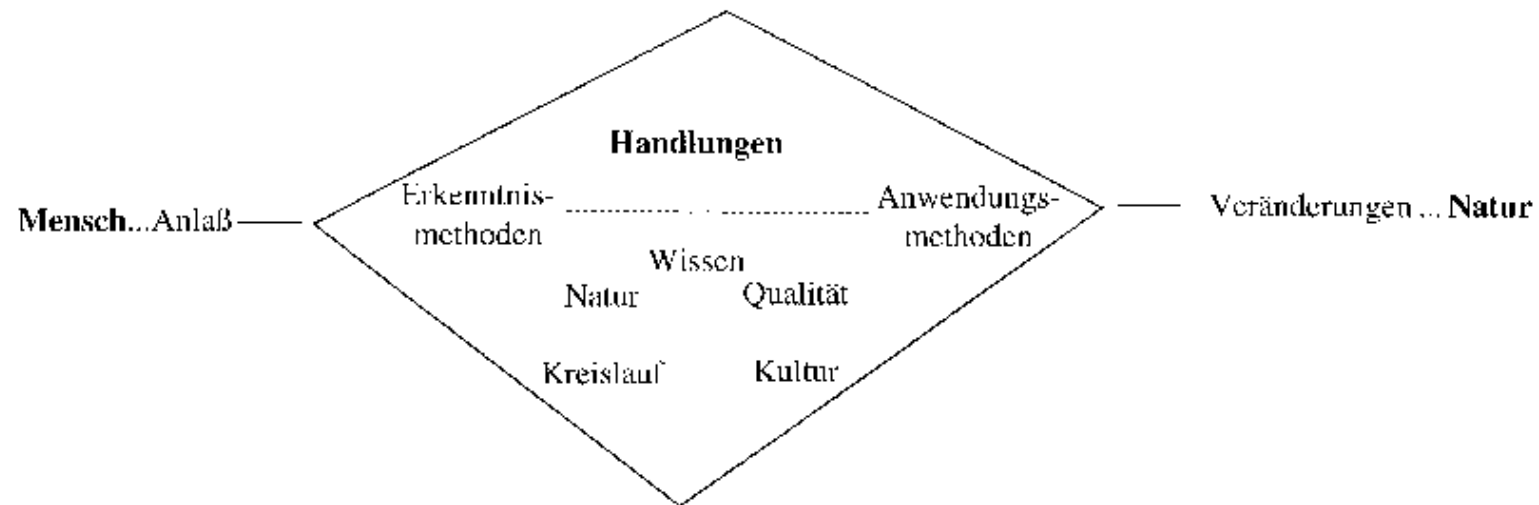 Handlungen
Mensch...Anlaß
Erkenntnis-
methoden
Anwendungs-
methoden
Veränderungen ... Natur
Wissen
Natur Qualität
Kreislauf Kultur